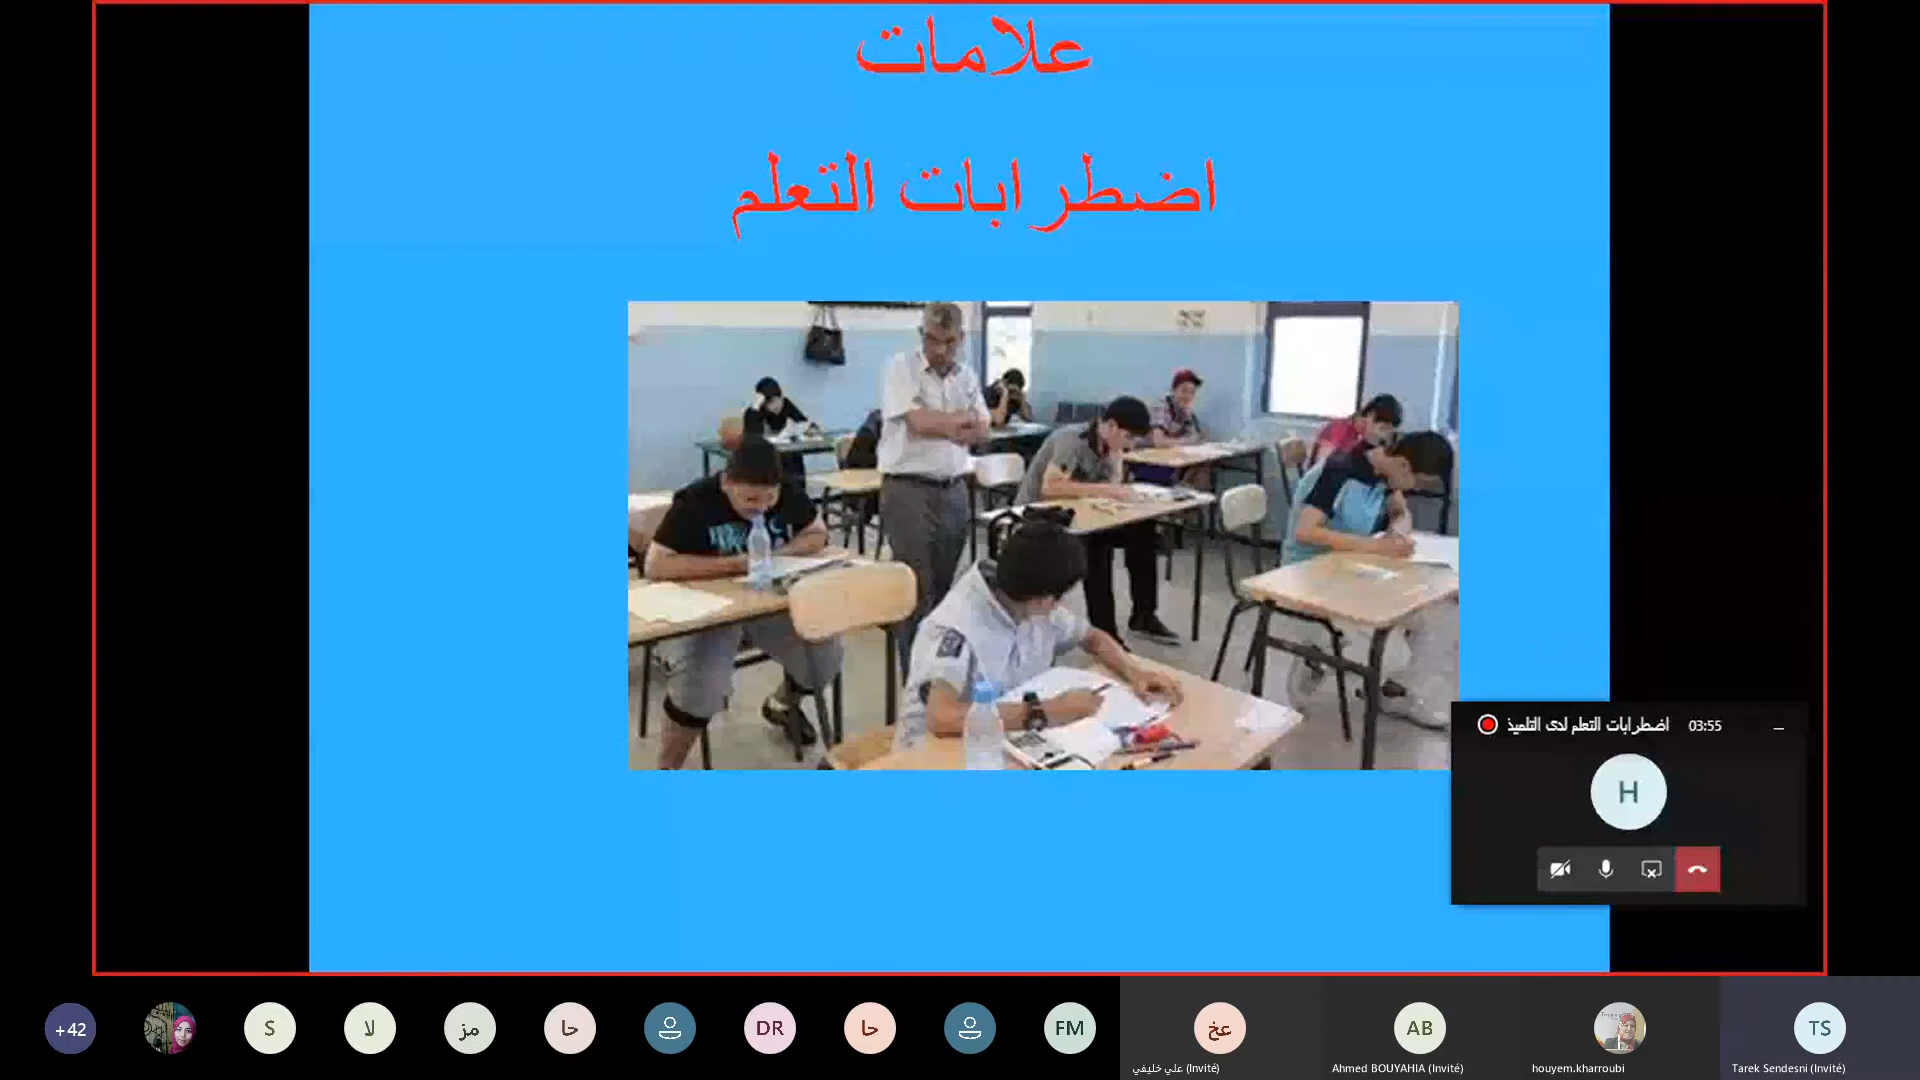 علامات
اضطرابات التعلم
اضطرابات التعلم لدى التلميذ 03:55
H
+42
S
لا
مز
حا
DR
حا
FM
عخ
AB
TS
علي خليفي (Invité)
Ahmed BOUYAHIA (Invité)
houyem.kharroubi
Tarek Sendesni (Invité)